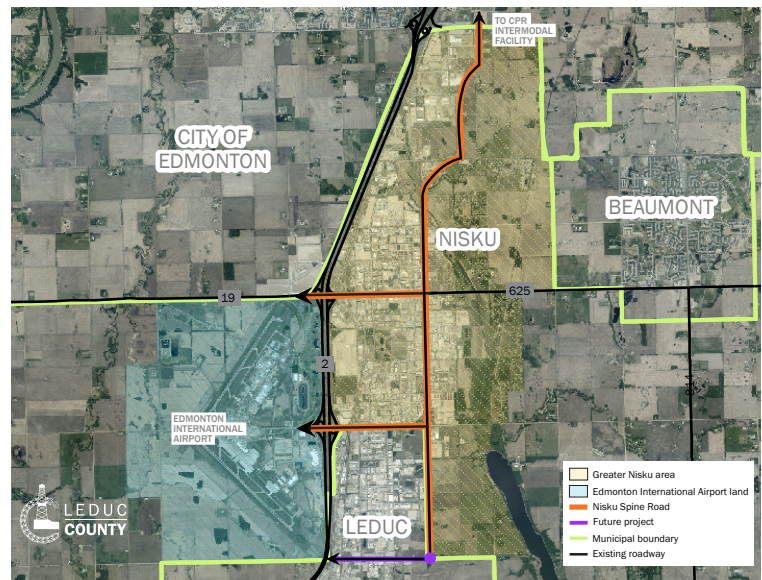 TO CPR
INTERMODAL
FACILITY
CITY OF
EDMONTON
BEAUMONT
NISKU
19
625
2
814
EDMONTON
INTERNATIONAL
AIRPORT
LEDUC
COUNTY
LEDUC
Greater Nisku area
Edmonton International Airport land
Nisku Spine Road
Future project
Municipal boundary
Existing roadway